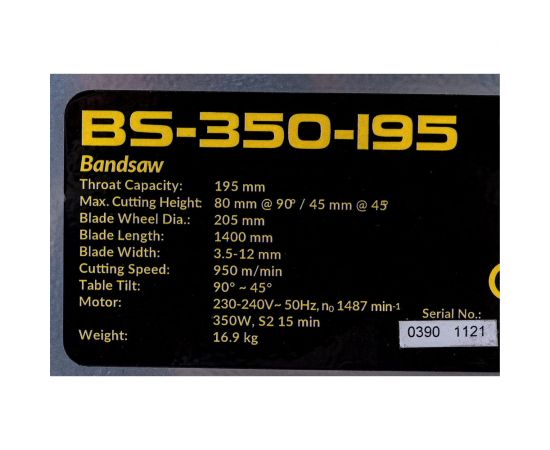 BS-350-195
Bandsaw
Throat Capacity: 195 mm
Max. Cutting Height: 80 mm @ 90° / 45 mm @ 45°
Blade Wheel Dia.: 205 mm
Blade Length: 1400 mm
Blade Width: 3.5-12 mm
Cutting Speed: 950 m/min
Table Tilt: 90° ~ 45°
Motor: 230-240V~ 50Hz, n₀ 1487 min⁻¹
350W, S2 15 min
Weight: 16.9 kg
Serial No.:
0390 1121